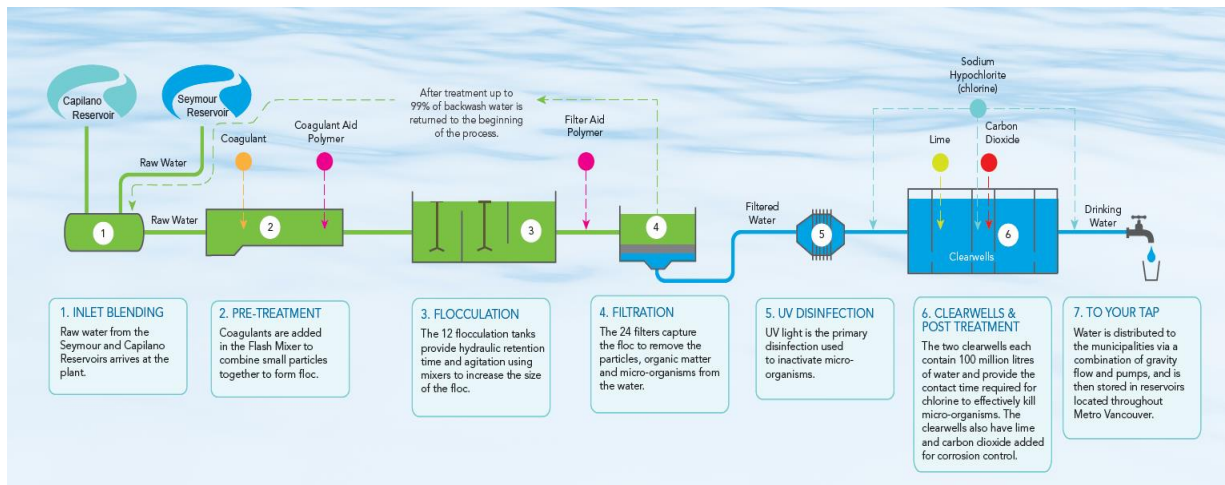 Capilano
Reservoir
Seymour
Reservoir
After treatment up to
99% of backwash water is
returned to the beginning
of the process.
Sodium
Hypochlorite
(chlorine)
Coagulant
Coagulant Aid
Polymer
Filter Aid
Polymer
Lime
Carbon
Dioxide
Raw Water
Raw Water
Filtered
Water
Drinking
Water
1
2
3
4
5
6
Clearwells
1. INLET BLENDING
Raw water from the
Seymour and Capilano
Reservoirs arrives at the
plant.
2. PRE-TREATMENT
Coagulants are added
in the Flash Mixer to
combine small particles
together to form floc.
3. FLOCCULATION
The 12 flocculation tanks
provide hydraulic retention
time and agitation using
mixers to increase the size
of the floc.
4. FILTRATION
The 24 filters capture
the floc to remove the
particles, organic matter
and micro-organisms from
the water.
5. UV DISINFECTION
UV light is the primary
disinfection used
to inactivate micro-
organisms.
6. CLEARWELLS &
POST TREATMENT
The two clearwells each
contain 100 million litres
of water and provide the
contact time required for
chlorine to effectively kill
micro-organisms. The
clearwells also have lime
and carbon dioxide added
for corrosion control.
7. TO YOUR TAP
Water is distributed to
the municipalities via a
combination of gravity
flow and pumps, and is
then stored in reservoirs
located throughout
Metro Vancouver.